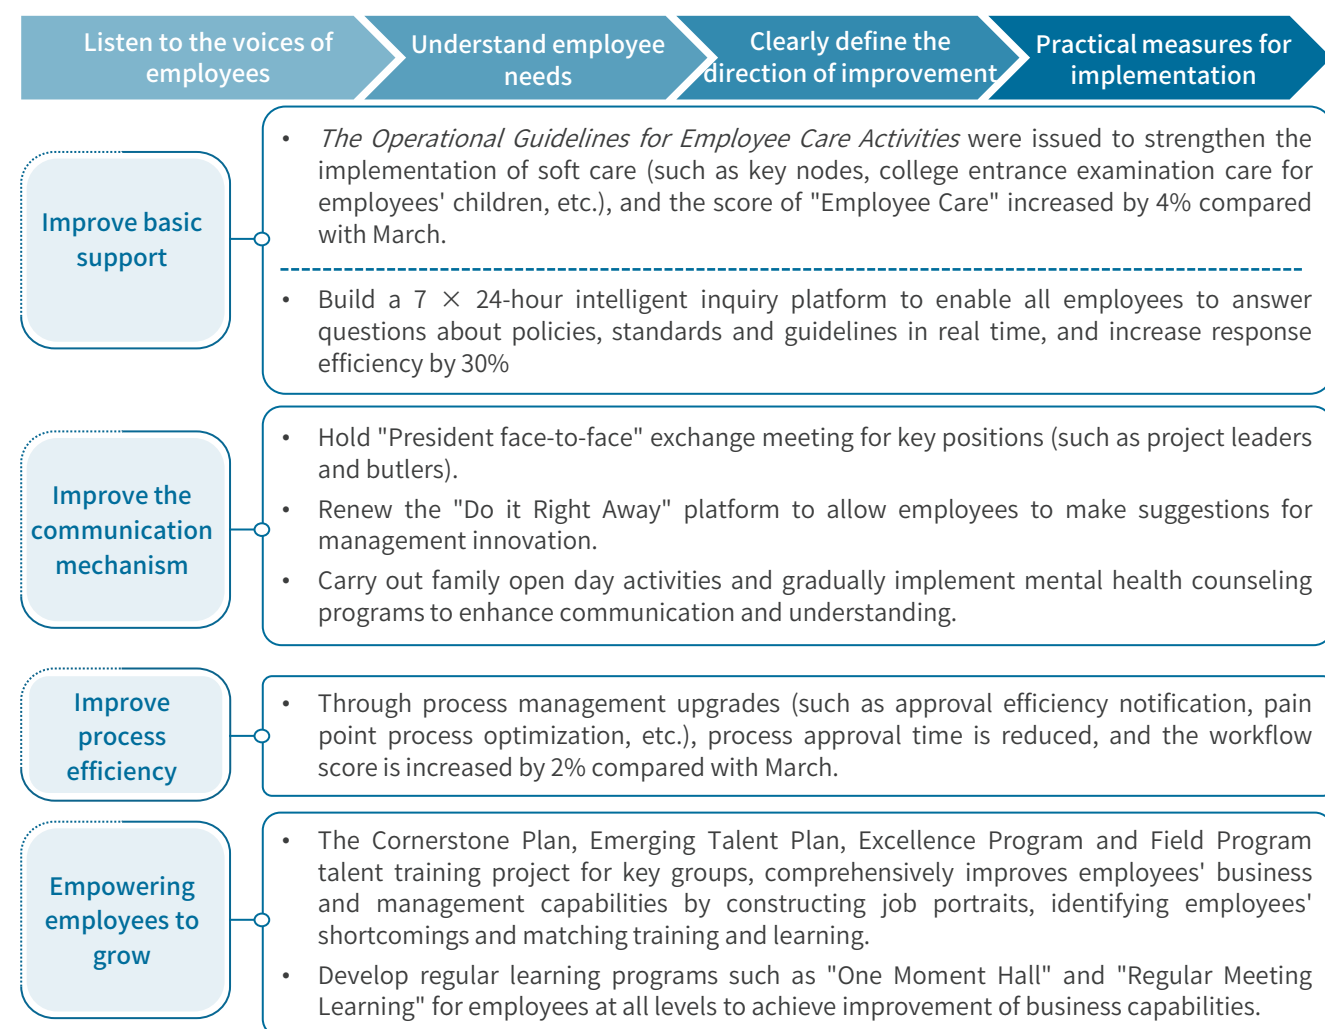 Listen to the voices of
employees
Understand employee
needs
Clearly define the
direction of improvement
Practical measures for
implementation
Improve basic
support
• The Operational Guidelines for Employee Care Activities were issued to strengthen the
implementation of soft care (such as key nodes, college entrance examination care for
employees' children, etc.), and the score of "Employee Care" increased by 4% compared
with March.
• Build a 7 × 24-hour intelligent inquiry platform to enable all employees to answer
questions about policies, standards and guidelines in real time, and increase response
efficiency by 30%
Improve the
communication
mechanism
• Hold "President face-to-face" exchange meeting for key positions (such as project leaders
and butlers).
• Renew the "Do it Right Away" platform to allow employees to make suggestions for
management innovation.
• Carry out family open day activities and gradually implement mental health counseling
programs to enhance communication and understanding.
Improve
process
efficiency
• Through process management upgrades (such as approval efficiency notification, pain
point process optimization, etc.), process approval time is reduced, and the workflow
score is increased by 2% compared with March.
Empowering
employees to
grow
• The Cornerstone Plan, Emerging Talent Plan, Excellence Program and Field Program
talent training project for key groups, comprehensively improves employees' business
and management capabilities by constructing job portraits, identifying employees'
shortcomings and matching training and learning.
• Develop regular learning programs such as "One Moment Hall" and "Regular Meeting
Learning" for employees at all levels to achieve improvement of business capabilities.